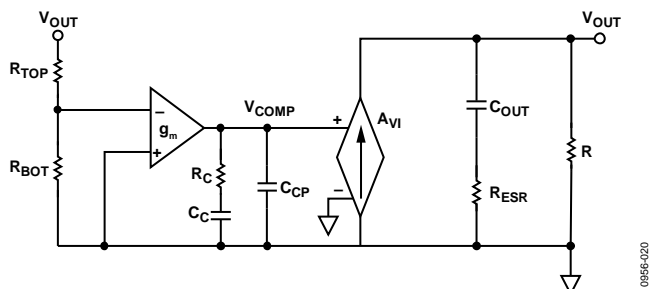 VOUT
VOUT
RTOP
gm
VCOMP
AVI
COUT
RBOT
RC
CCP
R
CC
RESR
–
+
+
–
0956-020